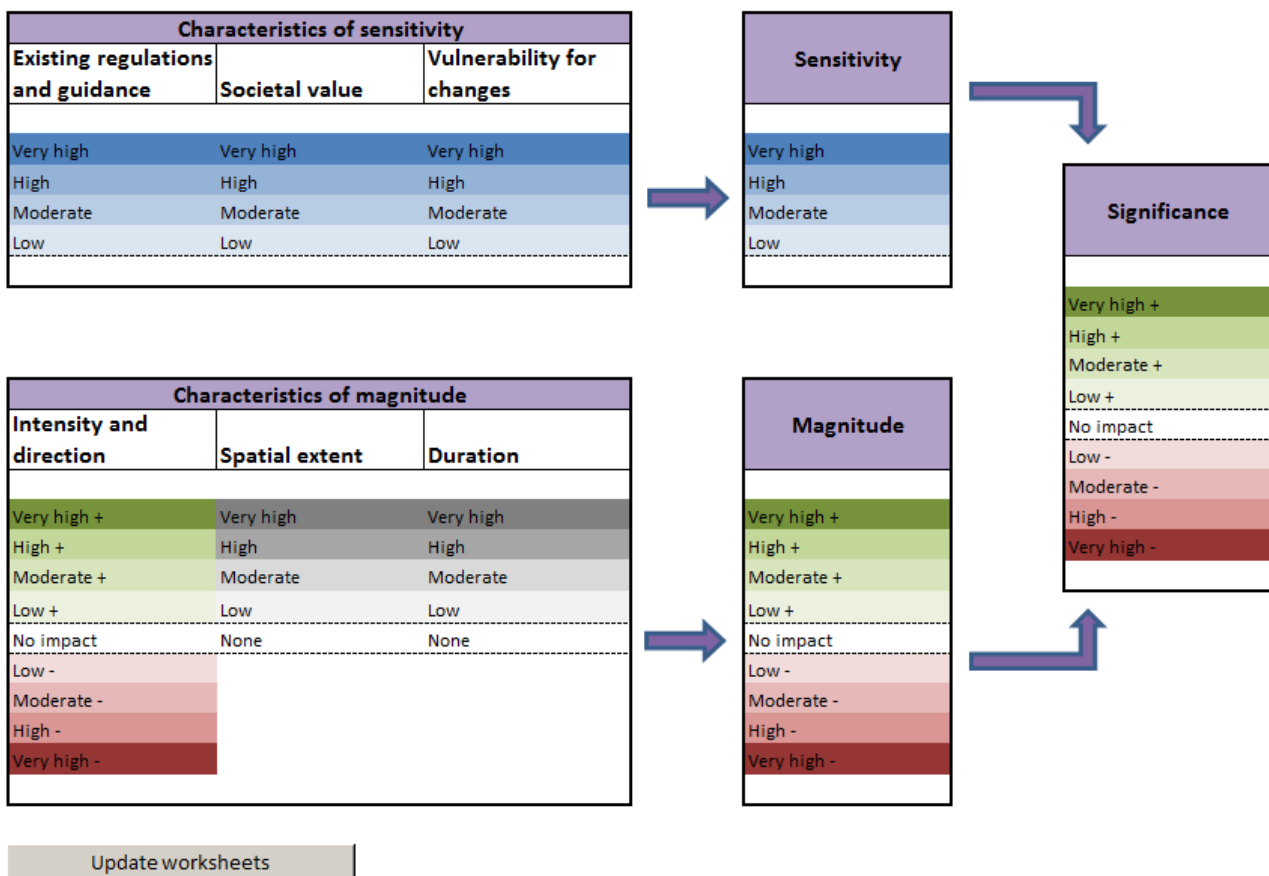 Characteristics of sensitivity
Existing regulations and guidance
Societal value
Vulnerability for changes
Very high Very high Very high
High High High
Moderate Moderate Moderate
Low Low Low
Sensitivity
Very high
High
Moderate
Low
Characteristics of magnitude
Intensity and direction
Spatial extent
Duration
Very high + Very high Very high
High + High High
Moderate + Moderate Moderate
Low + Low Low
No impact None None
Low -
Moderate -
High -
Very high -
Magnitude
Very high +
High +
Moderate +
Low +
No impact
Low -
Moderate -
High -
Very high -
Significance
Very high +
High +
Moderate +
Low +
No impact
Low -
Moderate -
High -
Very high -
Update worksheets